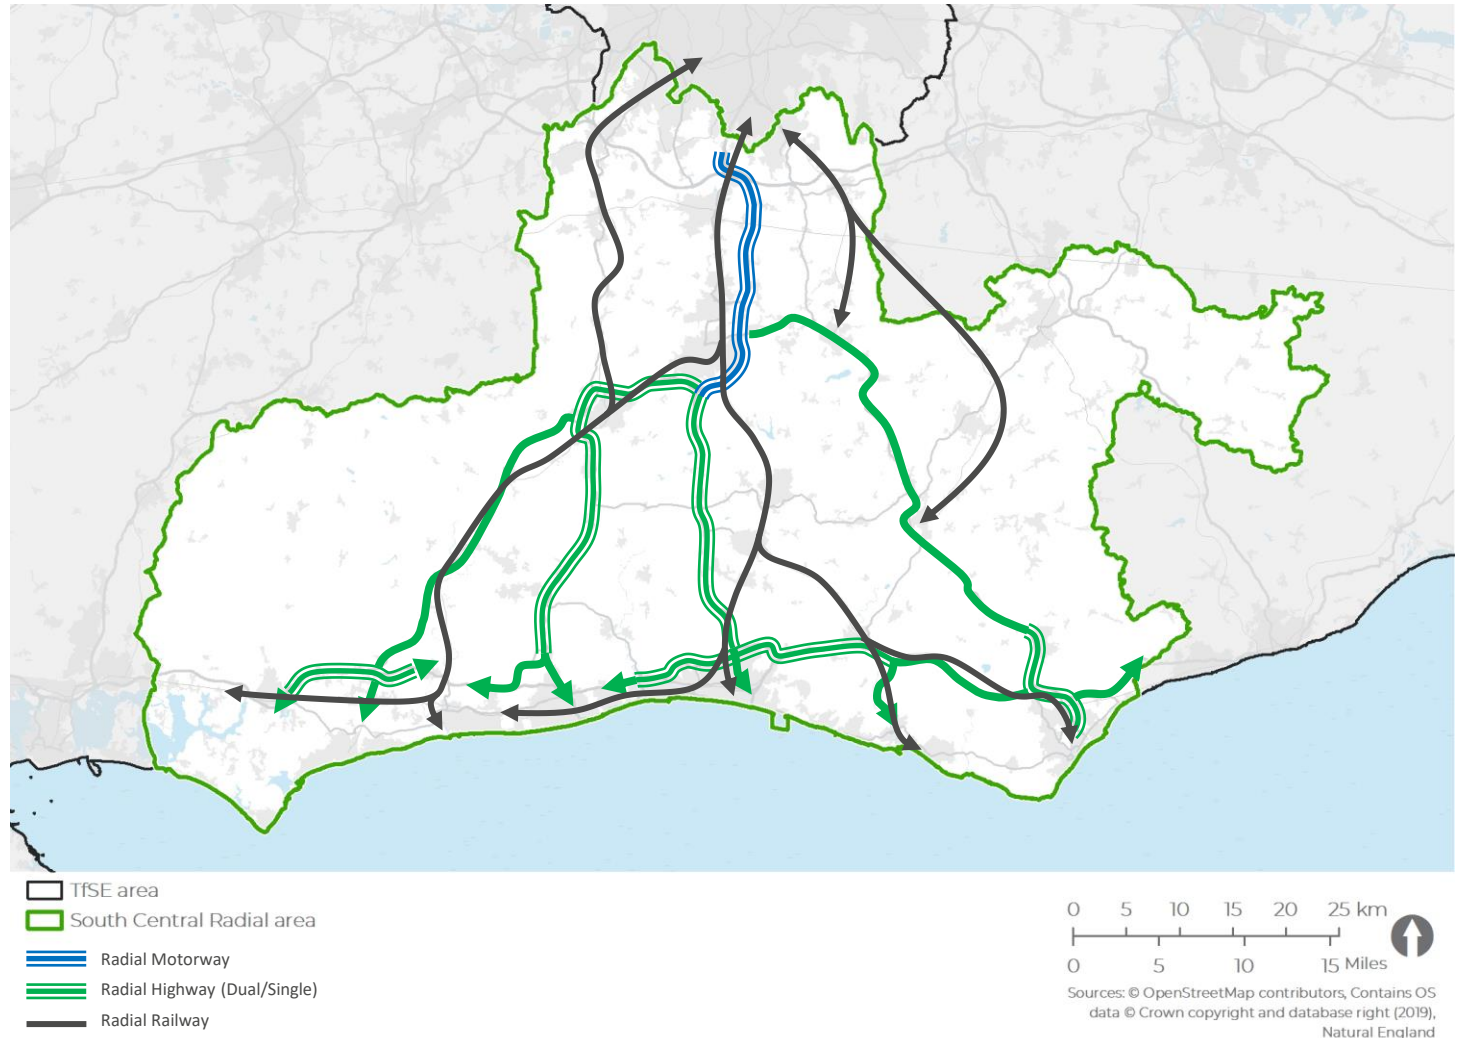 TfSE area
South Central Radial area
Radial Motorway
Radial Highway (Dual/Single)
Radial Railway
0 5 10 15 20 25 km
0 5 10 15 Miles
Sources: © OpenStreetMap contributors, Contains OS
data © Crown copyright and database right (2019),
Natural England